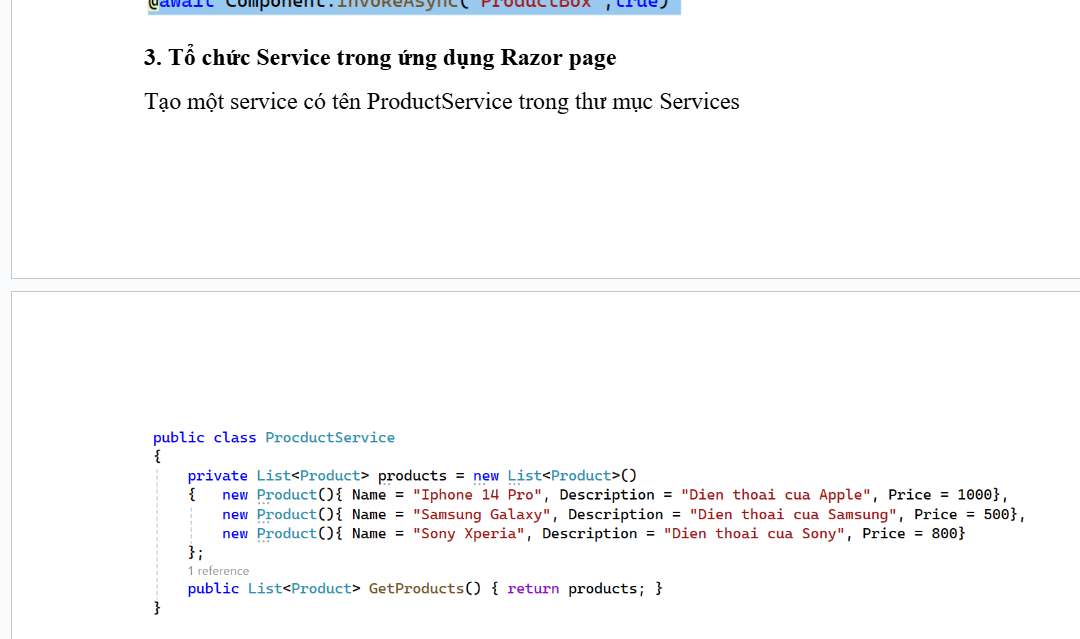 @await Component.InvokeAsync("ProductBox",true)
3. Tổ chức Service trong ứng dụng Razor page
Tạo một service có tên ProductService trong thư mục Services
public class ProcductService
{
private List<Product> products = new List<Product>()
{ new Product(){ Name = "Iphone 14 Pro", Description = "Dien thoai cua Apple", Price = 1000},
new Product(){ Name = "Samsung Galaxy", Description = "Dien thoai cua Samsung", Price = 500},
new Product(){ Name = "Sony Xperia", Description = "Dien thoai cua Sony", Price = 800}
};
1 reference
public List<Product> GetProducts() { return products; }
}